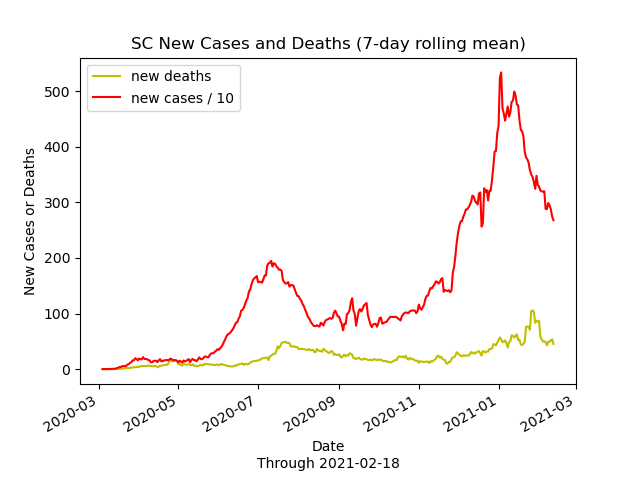 SC New Cases and Deaths (7-day rolling mean)
new deaths
new cases / 10
New Cases or Deaths
500
400
300
200
100
0
2020-03
2020-05
2020-07
2020-09
2020-11
2021-01
2021-03
Date
Through 2021-02-18